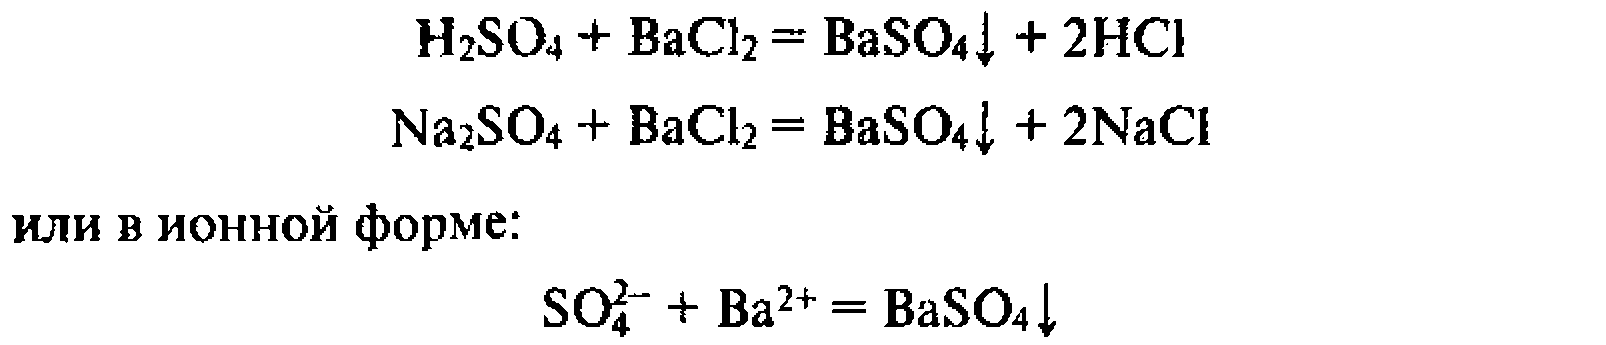 H₂SO₄ + BaCl₂ = BaSO₄↓ + 2HCl
Na₂SO₄ + BaCl₂ = BaSO₄↓ + 2NaCl
или в ионной форме:
SO₄²⁻ + Ba²⁺ = BaSO₄↓